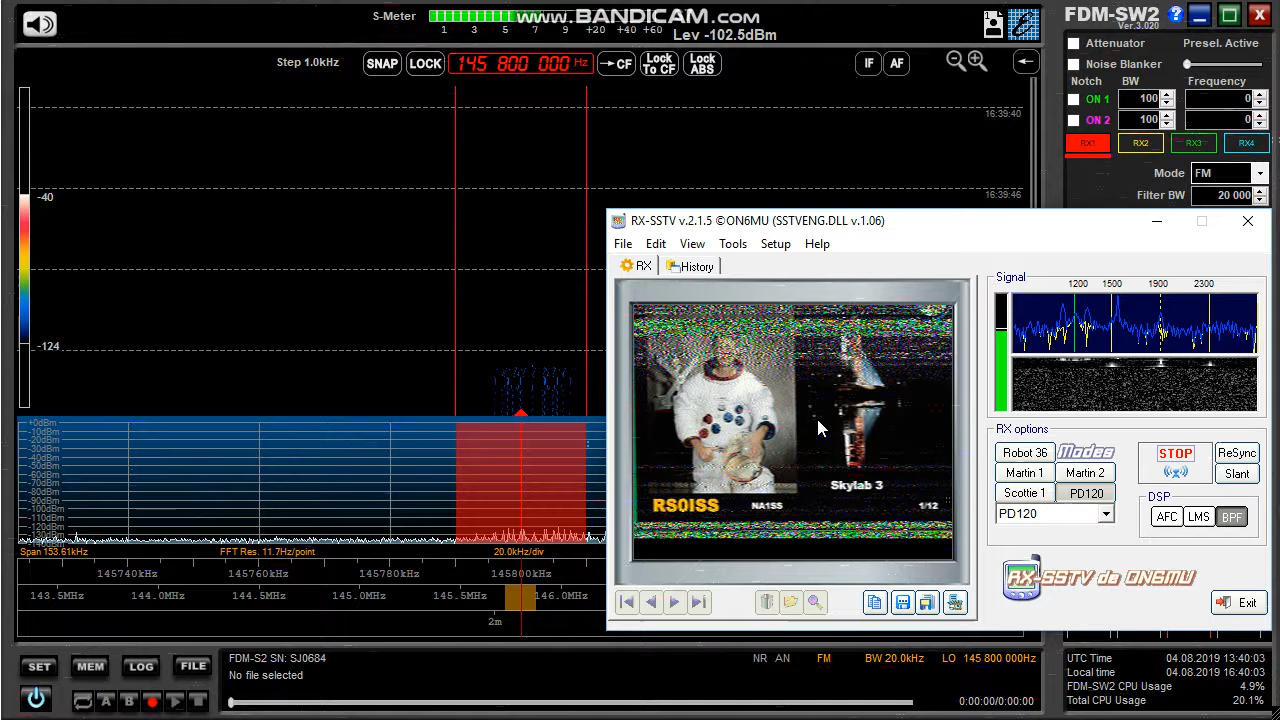 www.BANDICAM.com
S-Meter
1 3 5 7 9 +20 +40 +60
Lev -102.5dBm
FDM-SW2
Ver.3.020
Step 1.0kHz
SNAP LOCK 145 800 000 Hz →CF Lock To CF Lock ABS IF AF
16:39:40
16:39:46
-40
-124
Attenuator Presel. Active
Noise Blanker
Notch BW Frequency
ON 1 100 0
ON 2 100 0
RX1 RX2 RX3 RX4
Mode FM
Filter BW 20 000
RX-SSTV v.2.1.5 ©ON6MU (SSTVENG.DLL v.1.06)
File Edit View Tools Setup Help
RX History
RS0ISS NA1SS Skylab 3 1/12
Signal
1200 1500 1900 2300
RX options
Robot 36 Modes
Martin 1 Martin 2
Scottie 1 PD120
PD120
STOP ReSync
Slant
DSP
AFC LMS BPF
RX-SSTV de ON6MU
Exit
+0dBm
-10dBm
-20dBm
-30dBm
-40dBm
-50dBm
-60dBm
-70dBm
-80dBm
-90dBm
-100dBm
-110dBm
-120dBm
Span 153.61kHz FFT Res. 11.7Hz/point 20.0kHz/div
145740kHz 145760kHz 145780kHz 145800kHz
143.5MHz 144.0MHz 144.5MHz 145.0MHz 145.5MHz 146.0MHz
2m
SET MEM LOG FILE
A B
FDM-S2 SN: SJ0684 NR AN FM BW 20.0kHz LO 145 800 000Hz
No file selected
0:00:00/0:00:00
UTC Time 04.08.2019 13:40:03
Local time 04.08.2019 16:40:03
FDM-SW2 CPU Usage 4.9%
Total CPU Usage 20.1%